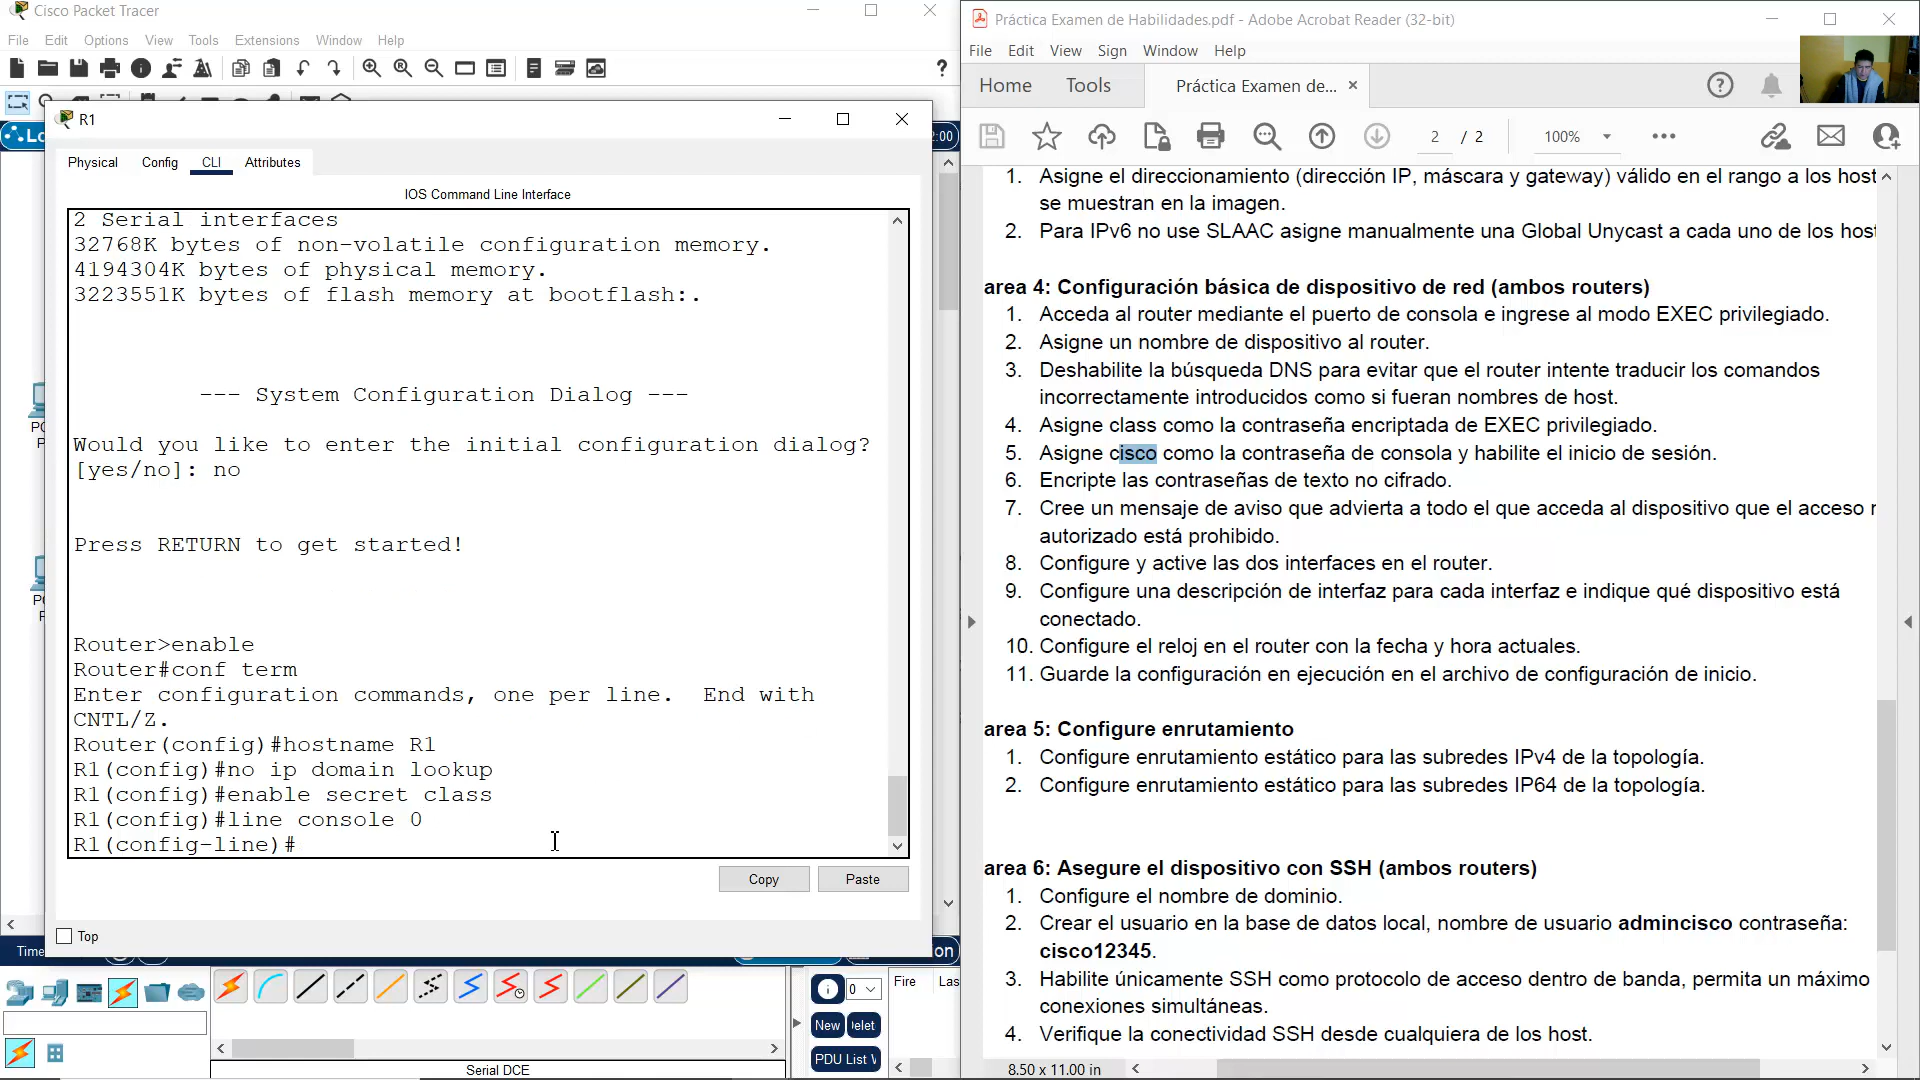 Cisco Packet Tracer
File Edit Options View Tools Extensions Window Help
R1
Physical Config CLI Attributes
IOS Command Line Interface
2 Serial interfaces
32768K bytes of non-volatile configuration memory.
4194304K bytes of physical memory.
3223551K bytes of flash memory at bootflash:.
--- System Configuration Dialog ---
Would you like to enter the initial configuration dialog?
[yes/no]: no
Press RETURN to get started!
Router>enable
Router#conf term
Enter configuration commands, one per line.  End with
CNTL/Z.
Router(config)#hostname R1
R1(config)#no ip domain lookup
R1(config)#enable secret class
R1(config)#line console 0
R1(config-line)#
Copy Paste
Top
Time
0
New
PDU List
Fire Las
Serial DCE
Práctica Examen de Habilidades.pdf - Adobe Acrobat Reader (32-bit)
File Edit View Sign Window Help
Home Tools Práctica Examen de...
2 / 2 100%
1. Asigne el direccionamiento (dirección IP, máscara y gateway) válido en el rango a los host
se muestran en la imagen.
2. Para IPv6 no use SLAAC asigne manualmente una Global Unycast a cada uno de los host
area 4: Configuración básica de dispositivo de red (ambos routers)
1. Acceda al router mediante el puerto de consola e ingrese al modo EXEC privilegiado.
2. Asigne un nombre de dispositivo al router.
3. Deshabilite la búsqueda DNS para evitar que el router intente traducir los comandos
incorrectamente introducidos como si fueran nombres de host.
4. Asigne class como la contraseña encriptada de EXEC privilegiado.
5. Asigne cisco como la contraseña de consola y habilite el inicio de sesión.
6. Encripte las contraseñas de texto no cifrado.
7. Cree un mensaje de aviso que advierta a todo el que acceda al dispositivo que el acceso
autorizado está prohibido.
8. Configure y active las dos interfaces en el router.
9. Configure una descripción de interfaz para cada interfaz e indique qué dispositivo está
conectado.
10. Configure el reloj en el router con la fecha y hora actuales.
11. Guarde la configuración en ejecución en el archivo de configuración de inicio.
area 5: Configure enrutamiento
1. Configure enrutamiento estático para las subredes IPv4 de la topología.
2. Configure enrutamiento estático para las subredes IP64 de la topología.
area 6: Asegure el dispositivo con SSH (ambos routers)
1. Configure el nombre de dominio.
2. Crear el usuario en la base de datos local, nombre de usuario admincisco contraseña:
cisco12345.
3. Habilite únicamente SSH como protocolo de acceso dentro de banda, permita un máximo
conexiones simultáneas.
4. Verifique la conectividad SSH desde cualquiera de los host.
8.50 x 11.00 in